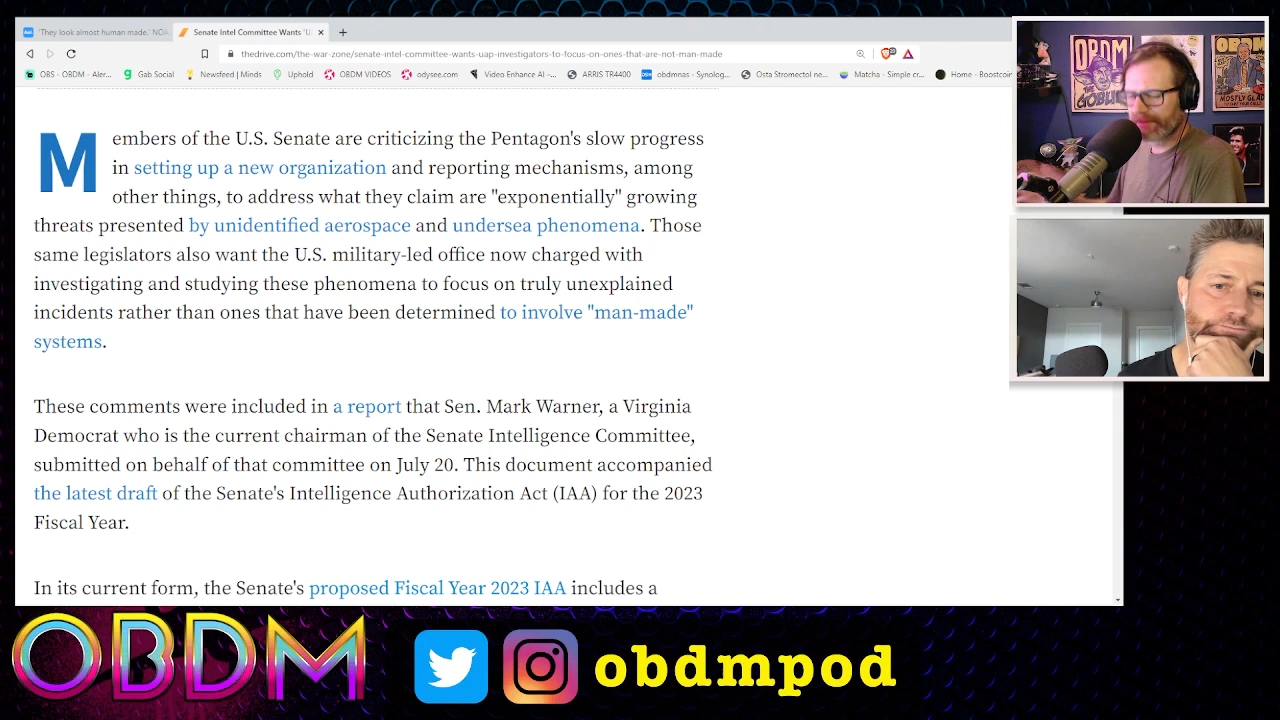 'They look almost human made.' NOA
Senate Intel Committee Wants 'U
thedrive.com/the-war-zone/senate-intel-committee-wants-uap-investigators-to-focus-on-ones-that-are-not-man-made
OBS - OBDM - Aler...
Gab Social
Newsfeed | Minds
Uphold
OBDM VIDEOS
odysee.com
Video Enhance AI -...
ARRIS TR4400
obdmnas - Synolog...
Osta Stromectol ne...
Matcha - Simple cr...
Home - Boostcoin
Members of the U.S. Senate are criticizing the Pentagon's slow progress
in setting up a new organization and reporting mechanisms, among
other things, to address what they claim are "exponentially" growing
threats presented by unidentified aerospace and undersea phenomena. Those
same legislators also want the U.S. military-led office now charged with
investigating and studying these phenomena to focus on truly unexplained
incidents rather than ones that have been determined to involve "man-made"
systems.
These comments were included in a report that Sen. Mark Warner, a Virginia
Democrat who is the current chairman of the Senate Intelligence Committee,
submitted on behalf of that committee on July 20. This document accompanied
the latest draft of the Senate's Intelligence Authorization Act (IAA) for the 2023
Fiscal Year.
In its current form, the Senate's proposed Fiscal Year 2023 IAA includes a
OBDM
MOSTLY GLAD
OBDM
obdmpod